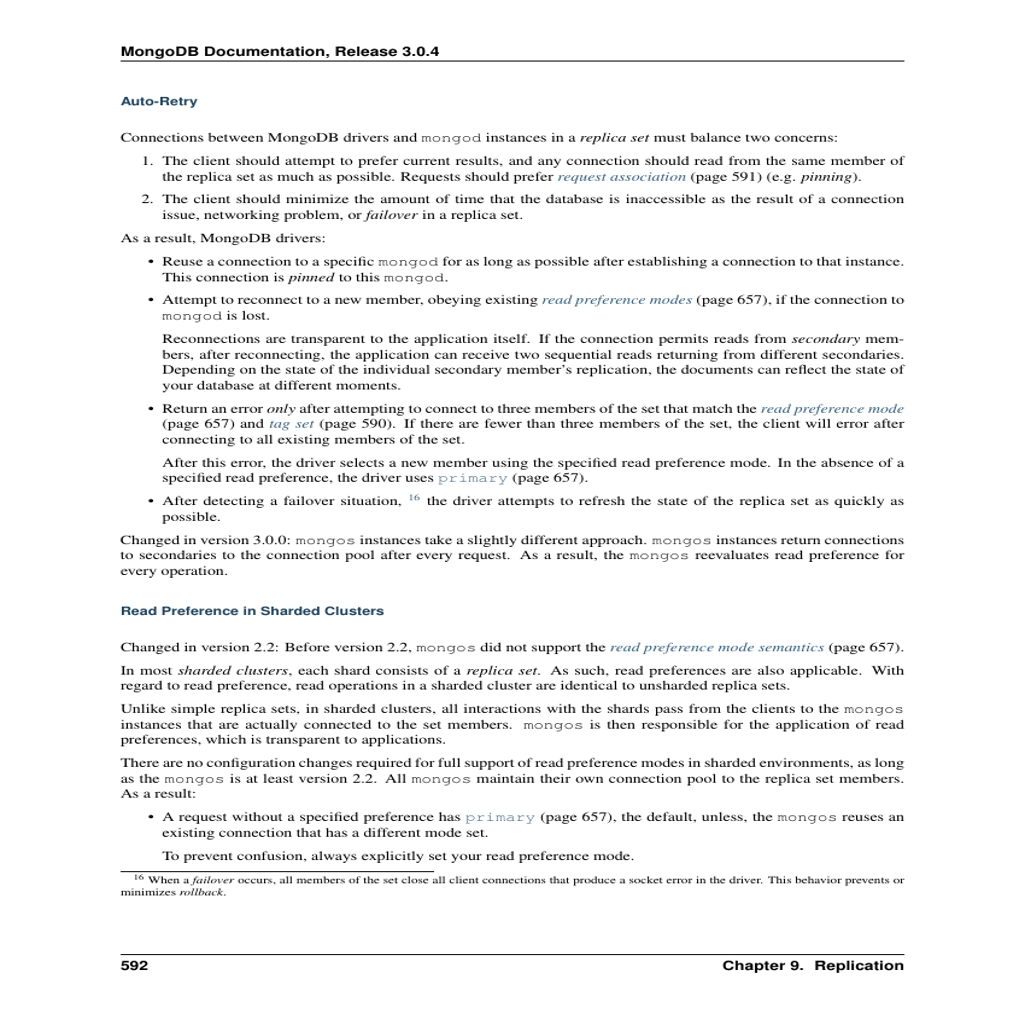 MongoDB Documentation, Release 3.0.4
Auto-Retry
Connections between MongoDB drivers and mongod instances in a replica set must balance two concerns:
1. The client should attempt to prefer current results, and any connection should read from the same member of
the replica set as much as possible. Requests should prefer request association (page 591) (e.g. pinning).
2. The client should minimize the amount of time that the database is inaccessible as the result of a connection
issue, networking problem, or failover in a replica set.
As a result, MongoDB drivers:
• Reuse a connection to a specific mongod for as long as possible after establishing a connection to that instance.
This connection is pinned to this mongod.
• Attempt to reconnect to a new member, obeying existing read preference modes (page 657), if the connection to
mongod is lost.
Reconnections are transparent to the application itself. If the connection permits reads from secondary mem-
bers, after reconnecting, the application can receive two sequential reads returning from different secondaries.
Depending on the state of the individual secondary member's replication, the documents can reflect the state of
your database at different moments.
• Return an error only after attempting to connect to three members of the set that match the read preference mode
(page 657) and tag set (page 590). If there are fewer than three members of the set, the client will error after
connecting to all existing members of the set.
After this error, the driver selects a new member using the specified read preference mode. In the absence of a
specified read preference, the driver uses primary (page 657).
• After detecting a failover situation, 16 the driver attempts to refresh the state of the replica set as quickly as
possible.
Changed in version 3.0.0: mongos instances take a slightly different approach. mongos instances return connections
to secondaries to the connection pool after every request. As a result, the mongos reevaluates read preference for
every operation.
Read Preference in Sharded Clusters
Changed in version 2.2: Before version 2.2, mongos did not support the read preference mode semantics (page 657).
In most sharded clusters, each shard consists of a replica set. As such, read preferences are also applicable. With
regard to read preference, read operations in a sharded cluster are identical to unsharded replica sets.
Unlike simple replica sets, in sharded clusters, all interactions with the shards pass from the clients to the mongos
instances that are actually connected to the set members. mongos is then responsible for the application of read
preferences, which is transparent to applications.
There are no configuration changes required for full support of read preference modes in sharded environments, as long
as the mongos is at least version 2.2. All mongos maintain their own connection pool to the replica set members.
As a result:
• A request without a specified preference has primary (page 657), the default, unless, the mongos reuses an
existing connection that has a different mode set.
To prevent confusion, always explicitly set your read preference mode.
16 When a failover occurs, all members of the set close all client connections that produce a socket error in the driver. This behavior prevents or
minimizes rollback.
592 Chapter 9. Replication